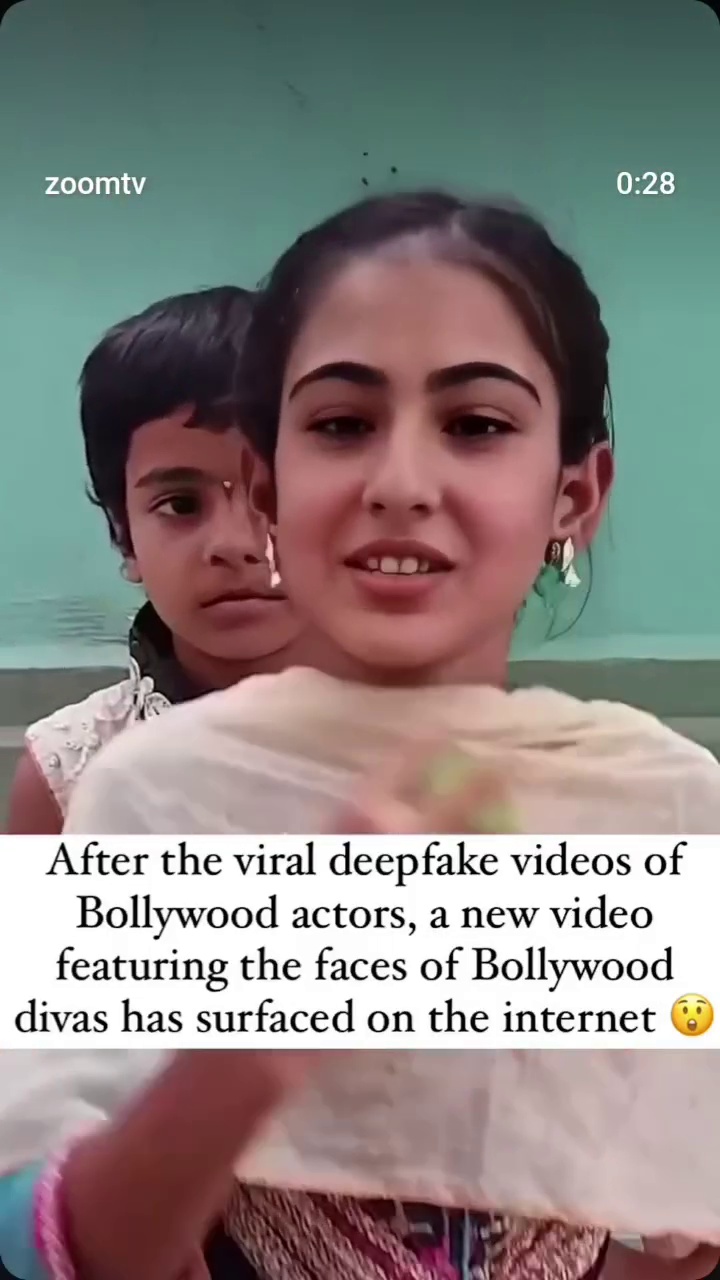 zoomtv
0:28
After the viral deepfake videos of
Bollywood actors, a new video
featuring the faces of Bollywood
divas has surfaced on the internet 😲